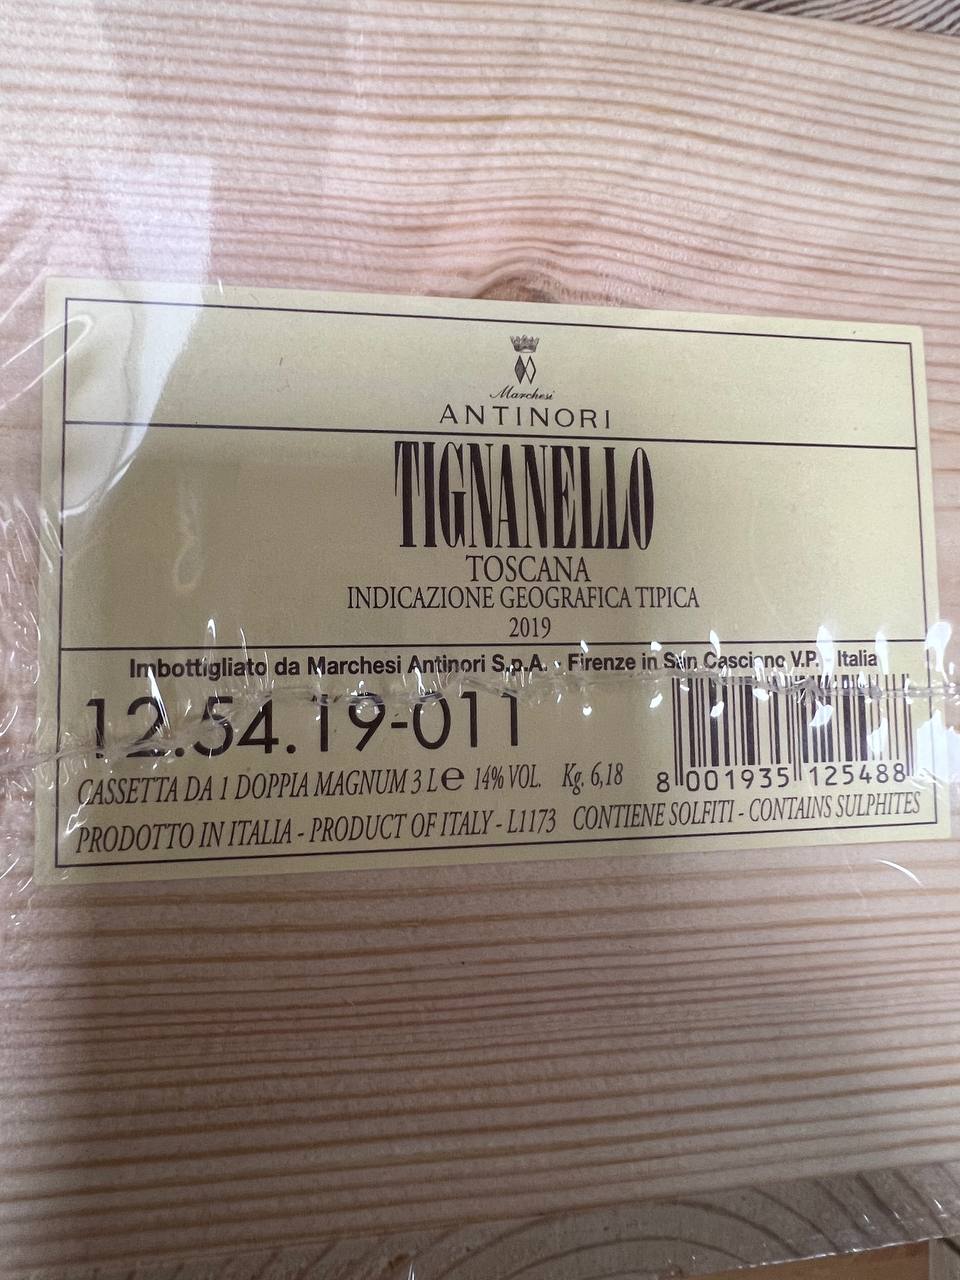 Marchesi
ANTINORI
TIGNANELLO
TOSCANA
INDICAZIONE GEOGRAFICA TIPICA
2019
Imbottigliato da Marchesi Antinori S.p.A. - Firenze in San Casciano V.P. - Italia
12.54.19-011
CASSETTA DA 1 DOPPIA MAGNUM 3 L e 14% VOL. Kg. 6,18
8 001935 125488
PRODOTTO IN ITALIA - PRODUCT OF ITALY - L1173 CONTIENE SOLFITI - CONTAINS SULPHITES